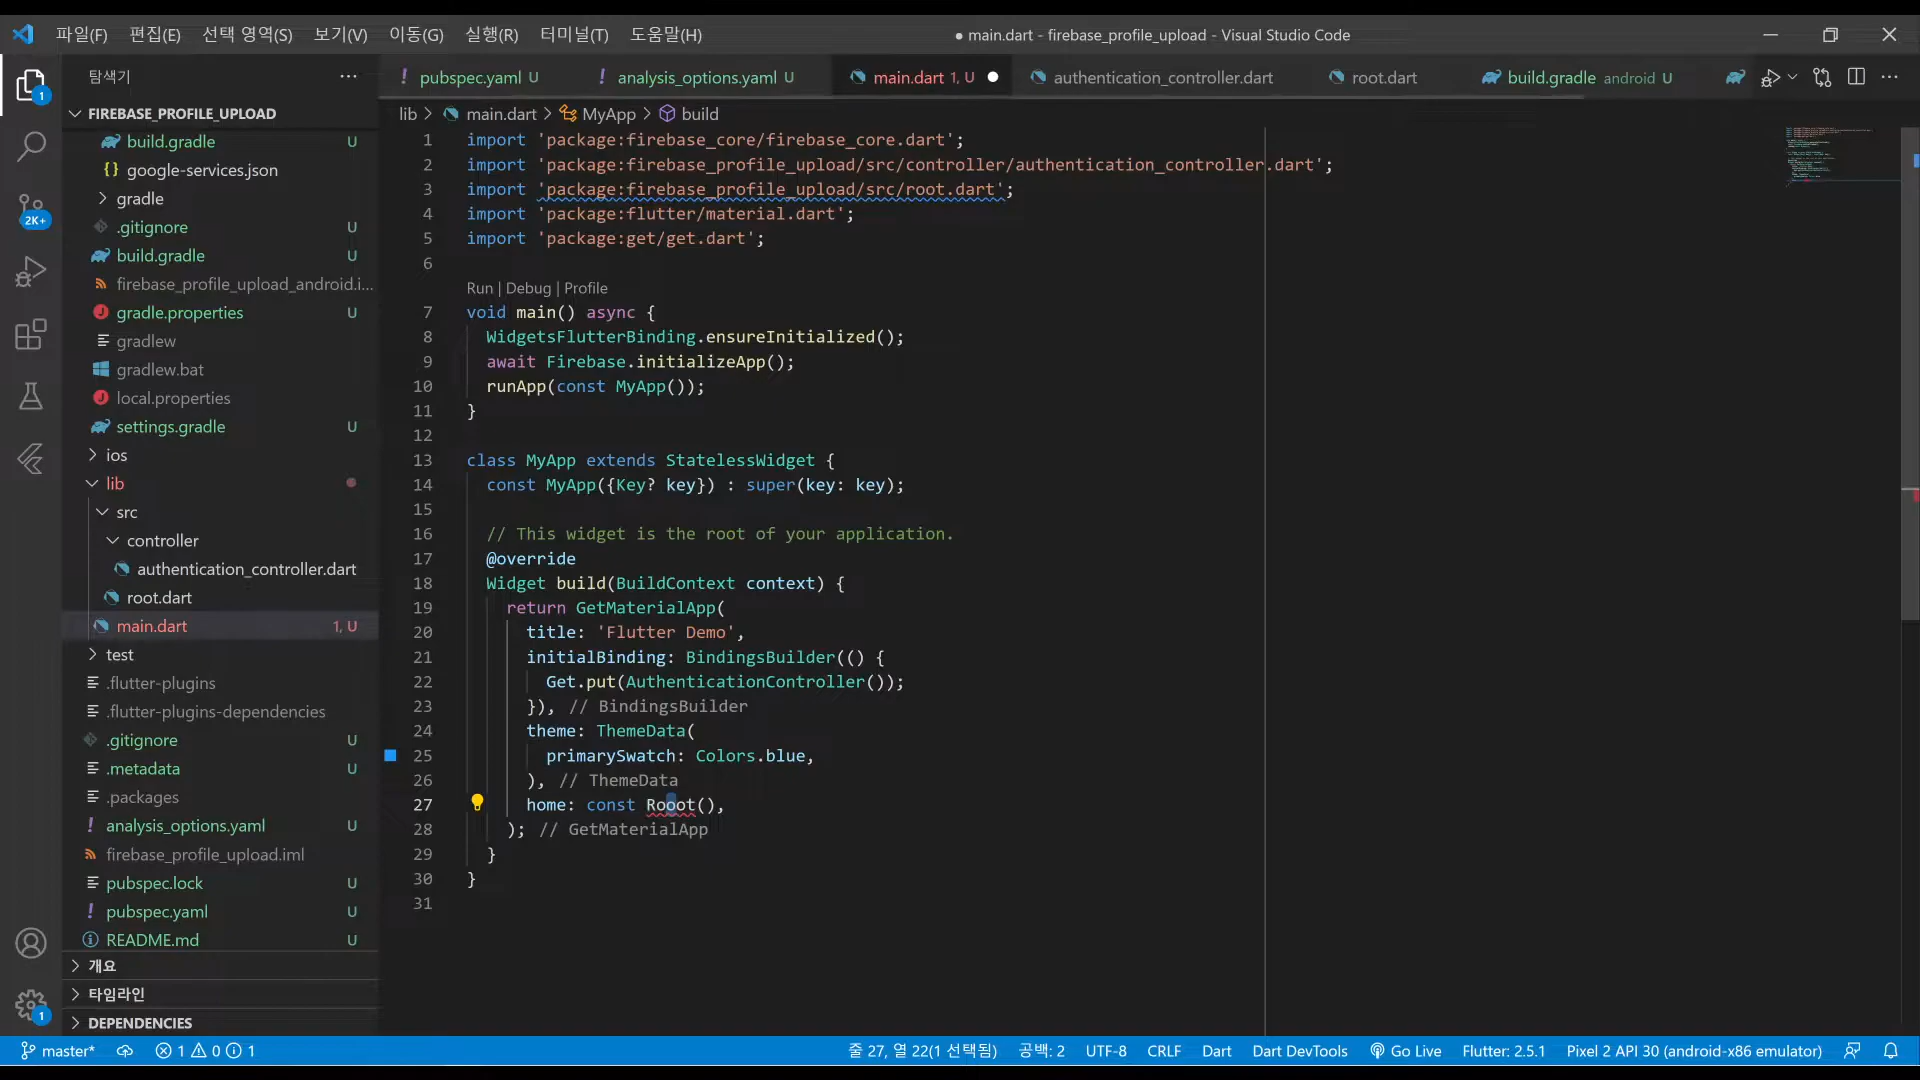 파일(F) 편집(E) 선택 영역(S) 보기(V) 이동(G) 실행(R) 터미널(T) 도움말(H)
● main.dart - firebase_profile_upload - Visual Studio Code
탐색기 ···
! pubspec.yaml U
! analysis_options.yaml U
main.dart 1, U
authentication_controller.dart
root.dart
build.gradle android U
FIREBASE_PROFILE_UPLOAD
build.gradle U
{} google-services.json
gradle
.gitignore U
build.gradle U
firebase_profile_upload_android.i...
gradle.properties U
gradlew
gradlew.bat
local.properties
settings.gradle U
ios
lib
src
controller
authentication_controller.dart
root.dart
main.dart 1, U
test
.flutter-plugins
.flutter-plugins-dependencies
.gitignore U
.metadata U
.packages
! analysis_options.yaml U
firebase_profile_upload.iml
pubspec.lock U
! pubspec.yaml U
README.md U
개요
타임라인
DEPENDENCIES
1
2K+
1
lib > main.dart > MyApp > build
1 import 'package:firebase_core/firebase_core.dart';
2 import 'package:firebase_profile_upload/src/controller/authentication_controller.dart';
3 import 'package:firebase_profile_upload/src/root.dart';
4 import 'package:flutter/material.dart';
5 import 'package:get/get.dart';
6
Run | Debug | Profile
7 void main() async {
8 WidgetsFlutterBinding.ensureInitialized();
9 await Firebase.initializeApp();
10 runApp(const MyApp());
11 }
12
13 class MyApp extends StatelessWidget {
14 const MyApp({Key? key}) : super(key: key);
15
16 // This widget is the root of your application.
17 @override
18 Widget build(BuildContext context) {
19 return GetMaterialApp(
20 title: 'Flutter Demo',
21 initialBinding: BindingsBuilder(() {
22 Get.put(AuthenticationController());
23 }), // BindingsBuilder
24 theme: ThemeData(
25 primarySwatch: Colors.blue,
26 ), // ThemeData
27 home: const Rooot(),
28 ); // GetMaterialApp
29 }
30 }
31
master* 1 0 1
줄 27, 열 22(1 선택됨) 공백: 2 UTF-8 CRLF Dart Dart DevTools Go Live Flutter: 2.5.1 Pixel 2 API 30 (android-x86 emulator)